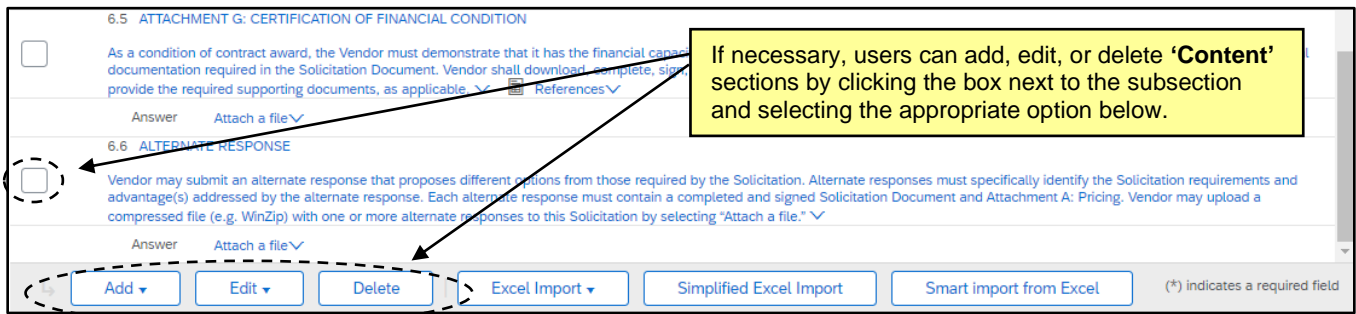 6.5 ATTACHMENT G: CERTIFICATION OF FINANCIAL CONDITION
As a condition of contract award, the Vendor must demonstrate that it has the financial
documentation required in the Solicitation Document. Vendor shall download, complete, sign,
provide the required supporting documents, as applicable. References
If necessary, users can add, edit, or delete ‘Content’
sections by clicking the box next to the subsection
and selecting the appropriate option below.
Answer Attach a file
6.6 ALTERNATE RESPONSE
Vendor may submit an alternate response that proposes different options from those required by the Solicitation. Alternate responses must specifically identify the Solicitation requirements and
advantage(s) addressed by the alternate response. Each alternate response must contain a completed and signed Solicitation Document and Attachment A: Pricing. Vendor may upload a
compressed file (e.g. WinZip) with one or more alternate responses to this Solicitation by selecting “Attach a file.”
Answer Attach a file
Add Edit Delete Excel Import Simplified Excel Import Smart import from Excel (*) indicates a required field